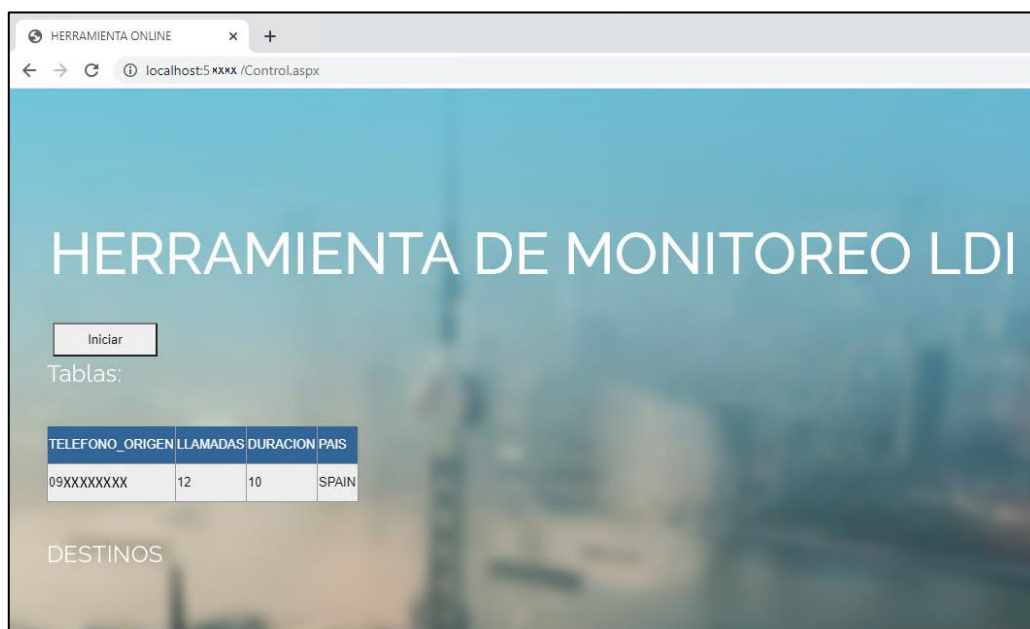 HERRAMIENTA ONLINE
localhost:5xxxx /Control.aspx
HERRAMIENTA DE MONITOREO LDI
Iniciar
Tablas:
TELEFONO_ORIGEN LLAMADAS DURACION PAIS
09XXXXXXXX 12 10 SPAIN
DESTINOS